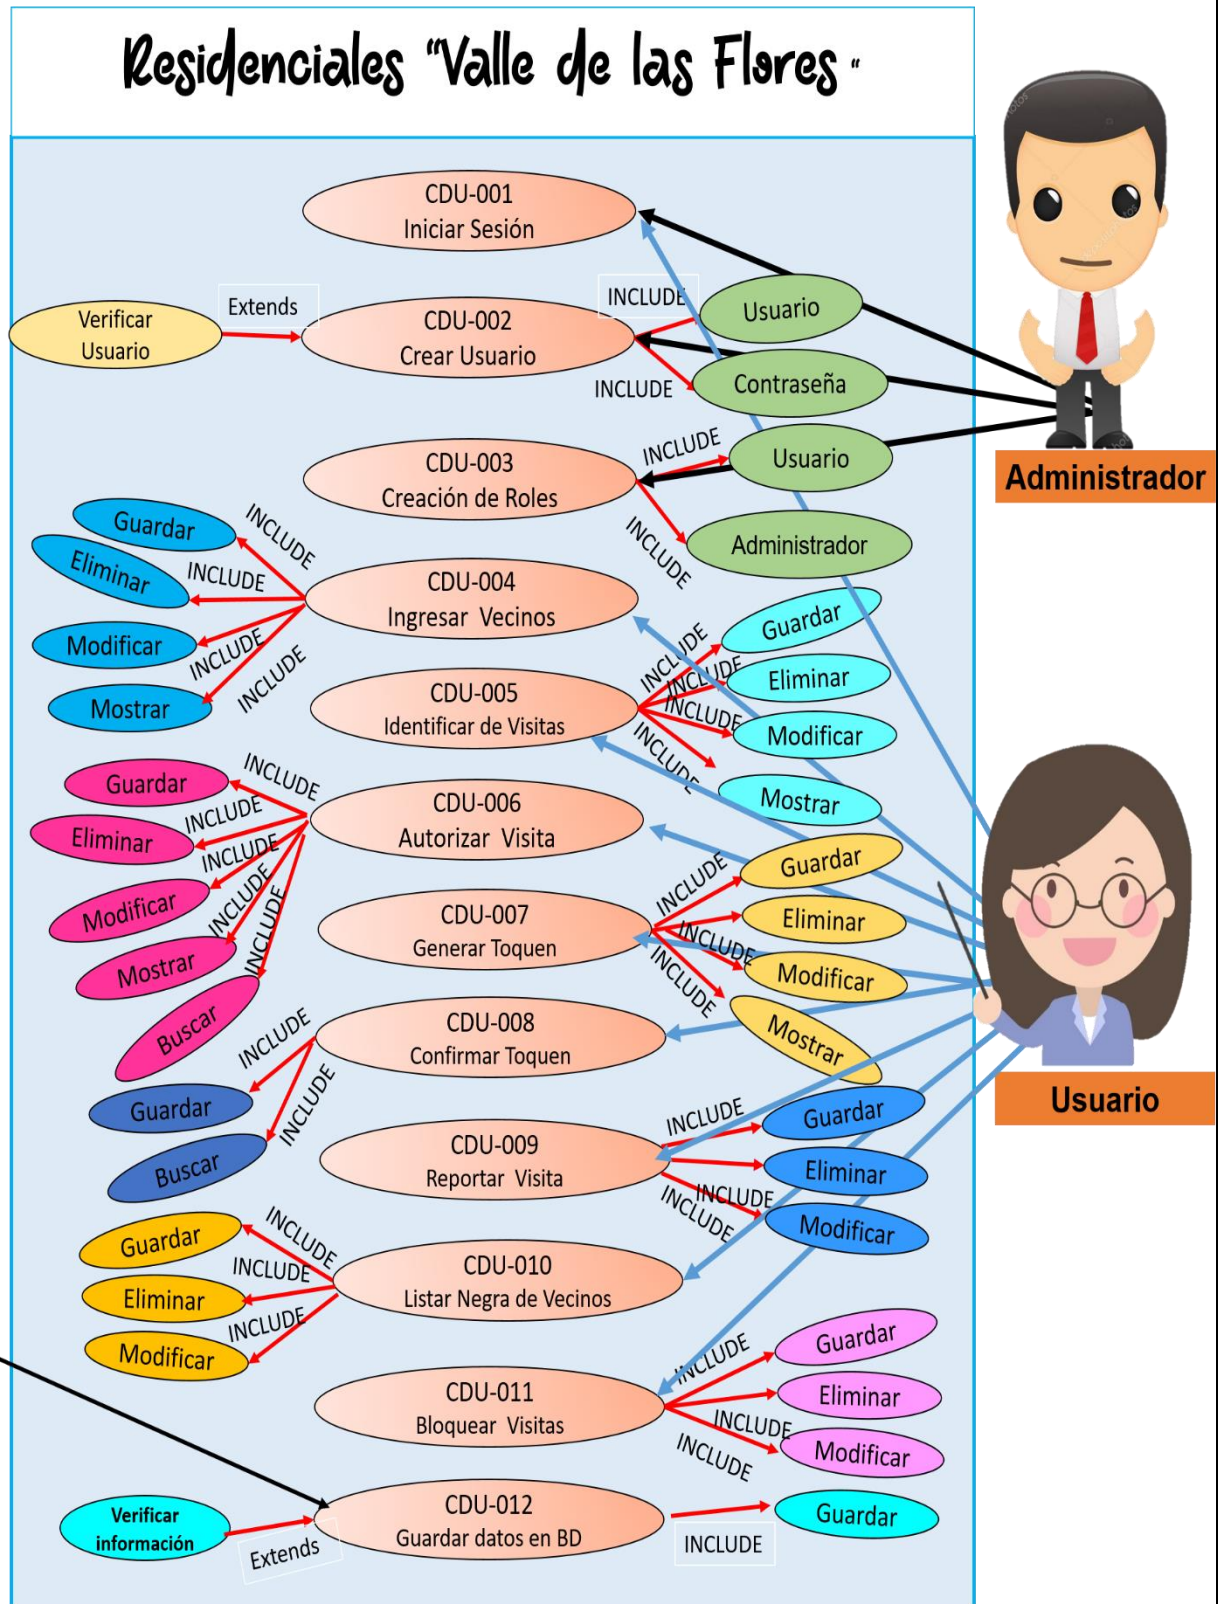 Residenciales "Valle de las Flores "
CDU-001
Iniciar Sesión
Verificar
Usuario
Extends
CDU-002
Crear Usuario
INCLUDE
Usuario
INCLUDE
Contraseña
CDU-003
Creación de Roles
INCLUDE
Usuario
INCLUDE
Administrador
Administrador
Guardar
INCLUDE
Eliminar
INCLUDE
Modificar
INCLUDE
Mostrar
INCLUDE
CDU-004
Ingresar Vecinos
CDU-005
Identificar de Visitas
INCLUDE
Guardar
INCLUDE
Eliminar
INCLUDE
Modificar
INCLUDE
Mostrar
Guardar
INCLUDE
Eliminar
INCLUDE
Modificar
INCLUDE
Mostrar
INCLUDE
Buscar
INCLUDE
CDU-006
Autorizar Visita
CDU-007
Generar Toquen
INCLUDE
Guardar
Eliminar
INCLUDE
Modificar
INCLUDE
Mostrar
CDU-008
Confirmar Toquen
INCLUDE
Guardar
INCLUDE
Buscar
Usuario
CDU-009
Reportar Visita
INCLUDE
Guardar
Eliminar
INCLUDE
INCLUDE
Modificar
Guardar
INCLUDE
Eliminar
INCLUDE
Modificar
INCLUDE
CDU-010
Listar Negra de Vecinos
CDU-011
Bloquear Visitas
INCLUDE
Guardar
Eliminar
INCLUDE
Modificar
INCLUDE
Verificar
información
Extends
CDU-012
Guardar datos en BD
INCLUDE
Guardar